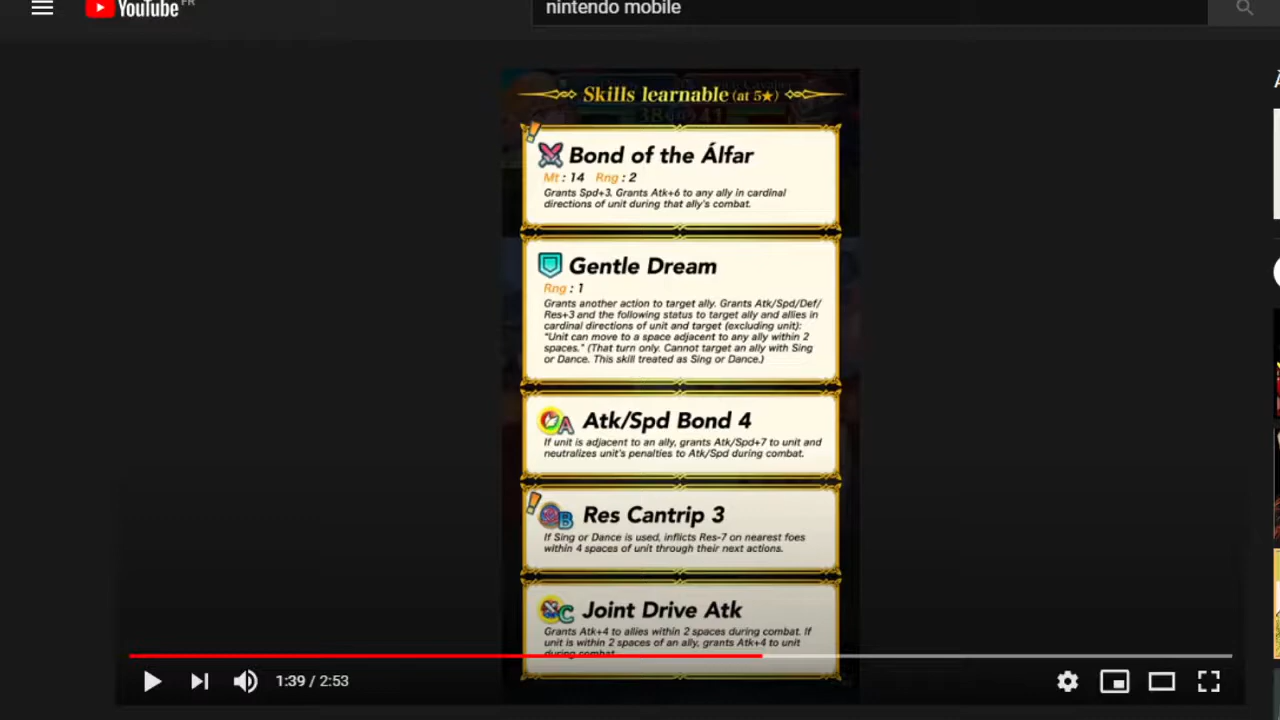 YouTube FR
nintendo mobile
Skills learnable (at 5★)
Bond of the Álfar
Mt : 14 Rng : 2
Grants Spd+3. Grants Atk+6 to any ally in cardinal
directions of unit during that ally's combat.
Gentle Dream
Rng : 1
Grants another action to target ally. Grants Atk/Spd/Def/
Res+3 and the following status to target ally and allies in
cardinal directions of unit and target (excluding unit):
"Unit can move to a space adjacent to any ally within 2
spaces." (That turn only. Cannot target an ally with Sing
or Dance. This skill treated as Sing or Dance.)
A Atk/Spd Bond 4
If unit is adjacent to an ally, grants Atk/Spd+7 to unit and
neutralizes unit's penalties to Atk/Spd during combat.
B Res Cantrip 3
If Sing or Dance is used, inflicts Res-7 on nearest foes
within 4 spaces of unit through their next actions.
C Joint Drive Atk
Grants Atk+4 to allies within 2 spaces during combat. If
unit is within 2 spaces of an ally, grants Atk+4 to unit
during combat.
1:39 / 2:53